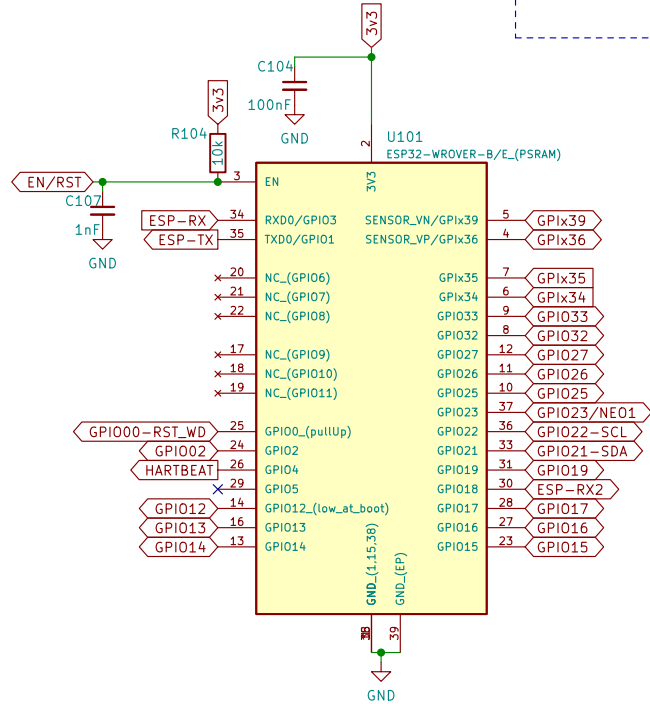 3v3
C104
100nF
GND
3v3
R104
10k
U101
ESP32-WROVER-B/E_(PSRAM)
2
3V3
EN/RST
3
EN
C107
1nF
GND
ESP-RX 34 RXD0/GPIO3
ESP-TX 35 TXD0/GPIO1
20 NC_(GPIO6)
21 NC_(GPIO7)
22 NC_(GPIO8)
17 NC_(GPIO9)
18 NC_(GPIO10)
19 NC_(GPIO11)
GPIO00-RST_WD 25 GPIO0_(pullUp)
GPIO02 24 GPIO2
HARTBEAT 26 GPIO4
29 GPIO5
GPIO12 14 GPIO12_(low_at_boot)
GPIO13 16 GPIO13
GPIO14 13 GPIO14
SENSOR_VN/GPIx39 5 GPIx39
SENSOR_VP/GPIx36 4 GPIx36
GPIx35 7 GPIx35
GPIx34 6 GPIx34
GPIO33 9 GPIO33
GPIO32 8 GPIO32
GPIO27 12 GPIO27
GPIO26 11 GPIO26
GPIO25 10 GPIO25
GPIO23 37 GPIO23/NEO1
GPIO22 36 GPIO22-SCL
GPIO21 33 GPIO21-SDA
GPIO19 31 GPIO19
GPIO18 30 ESP-RX2
GPIO17 28 GPIO17
GPIO16 27 GPIO16
GPIO15 23 GPIO15
GND_(1,15,38)
GND_(EP)
39
GND